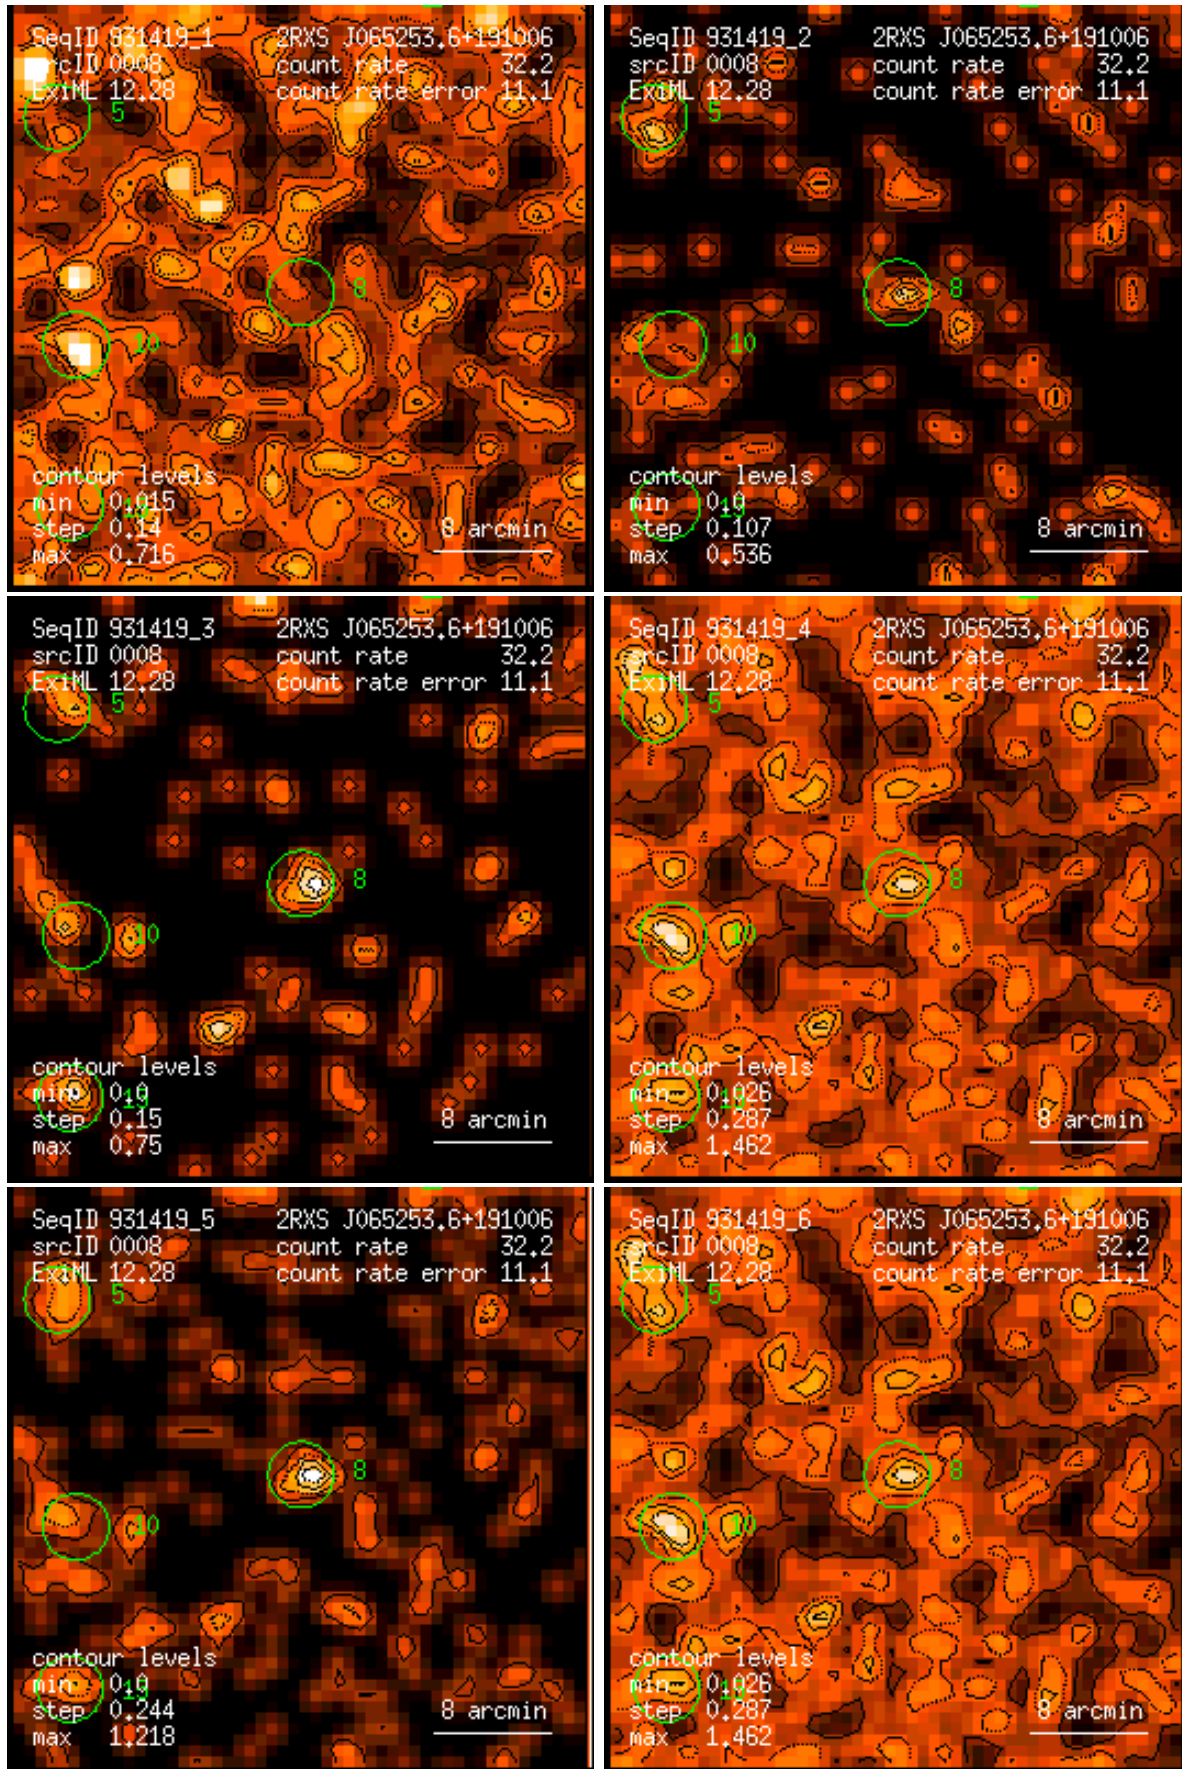 SeqID 931419_1 2RXS J065253.6+191006
srcID 0008 count rate 32.2
ExiML 12.28 count rate error 11.1
5
8
10
contour levels
min 0.015
step 0.14
max 0.716
8 arcmin
SeqID 931419_2 2RXS J065253.6+191006
srcID 0008 count rate 32.2
ExiML 12.28 count rate error 11.1
5
8
10
contour levels
min 0.0
step 0.107
max 0.536
8 arcmin
SeqID 931419_3 2RXS J065253.6+191006
srcID 0008 count rate 32.2
ExiML 12.28 count rate error 11.1
5
8
10
contour levels
min 0.0
step 0.15
max 0.75
8 arcmin
SeqID 931419_4 2RXS J065253.6+191006
srcID 0008 count rate 32.2
ExiML 12.28 count rate error 11.1
5
8
10
contour levels
min 0.026
step 0.287
max 1.462
8 arcmin
SeqID 931419_5 2RXS J065253.6+191006
srcID 0008 count rate 32.2
ExiML 12.28 count rate error 11.1
5
8
10
contour levels
min 0.0
step 0.244
max 1.218
8 arcmin
SeqID 931419_6 2RXS J065253.6+191006
srcID 0008 count rate 32.2
ExiML 12.28 count rate error 11.1
5
8
10
contour levels
min 0.026
step 0.287
max 1.462
8 arcmin